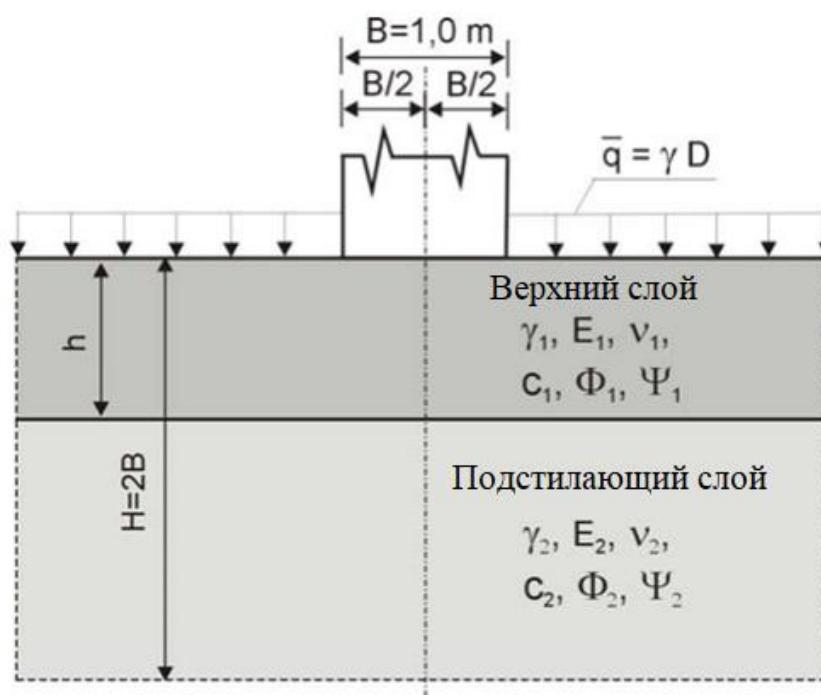 B=1,0 m
B/2 B/2
q̅ = γ D
Верхний слой
γ₁, E₁, ν₁,
c₁, Φ₁, Ψ₁
h
H=2B
Подстилающий слой
γ₂, E₂, ν₂,
c₂, Φ₂, Ψ₂